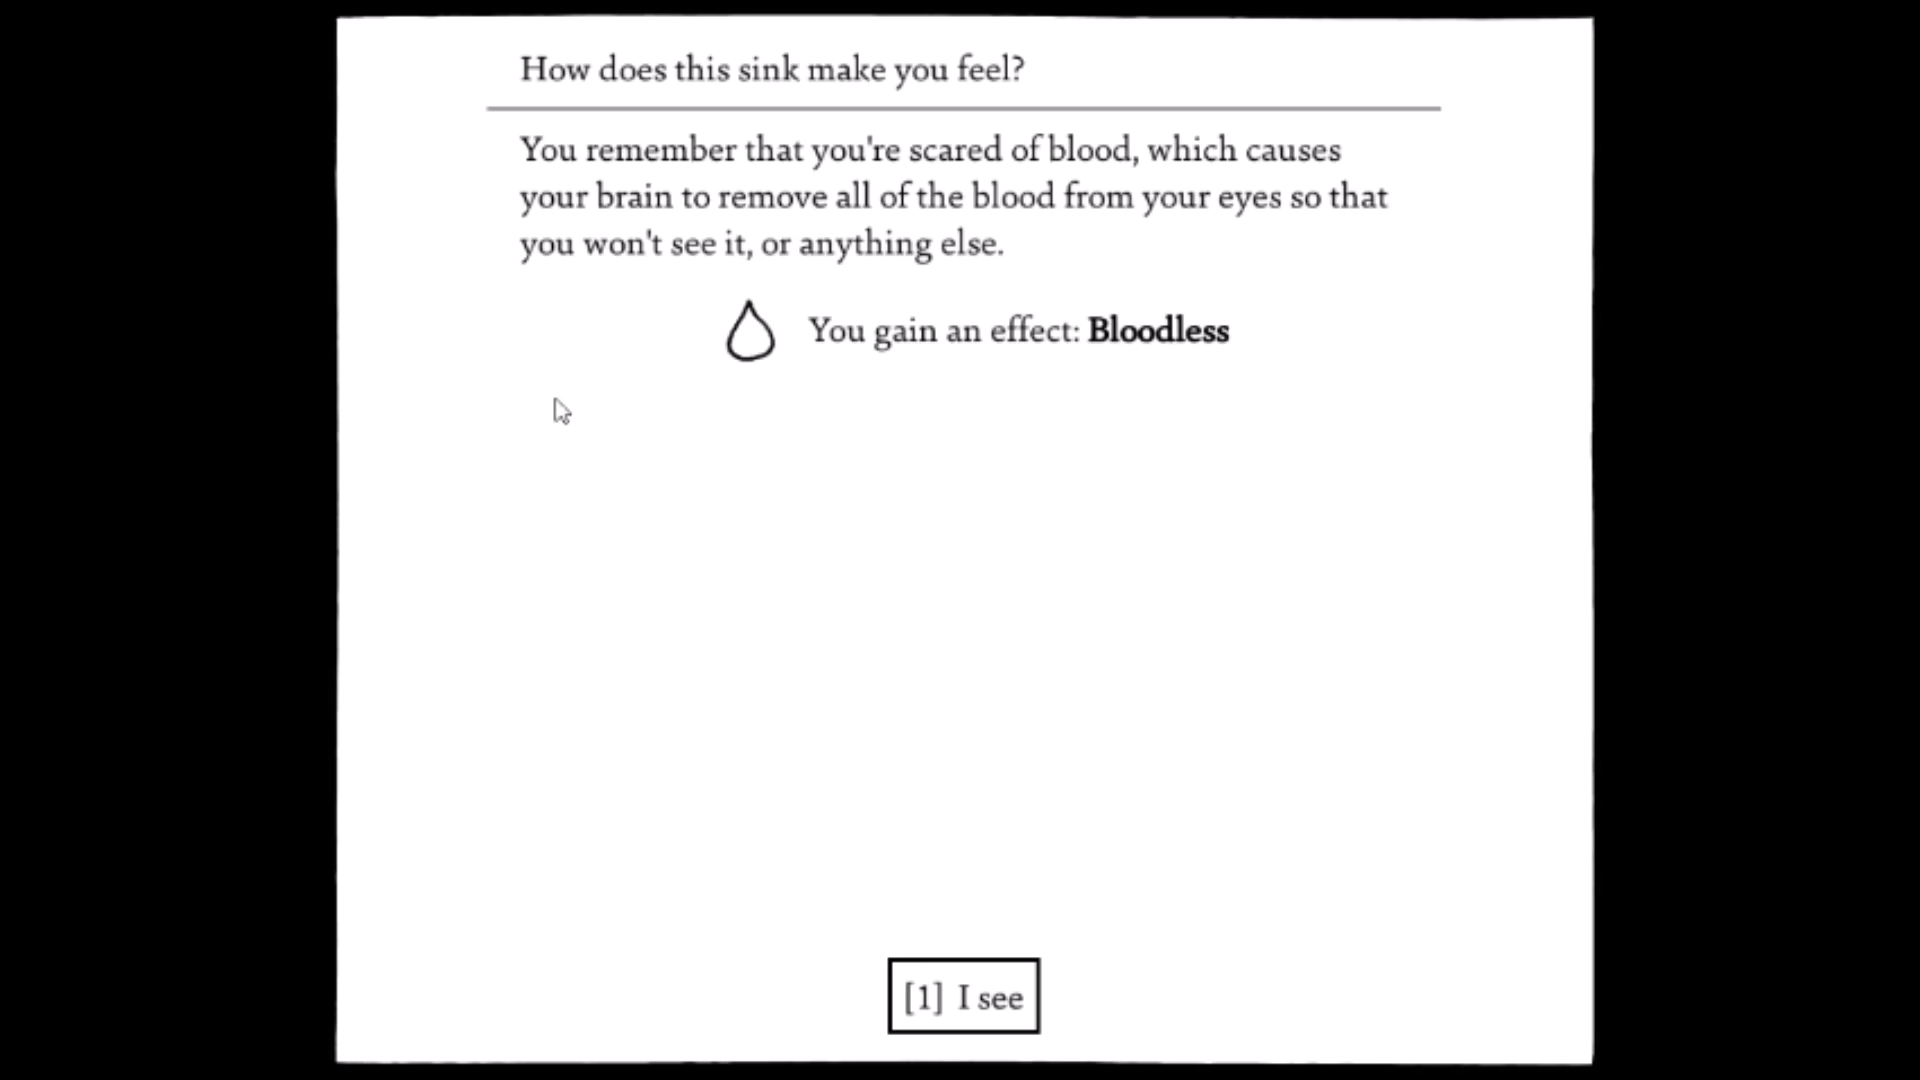 How does this sink make you feel?
You remember that you're scared of blood, which causes
your brain to remove all of the blood from your eyes so that
you won't see it, or anything else.
You gain an effect: Bloodless
[1] I see